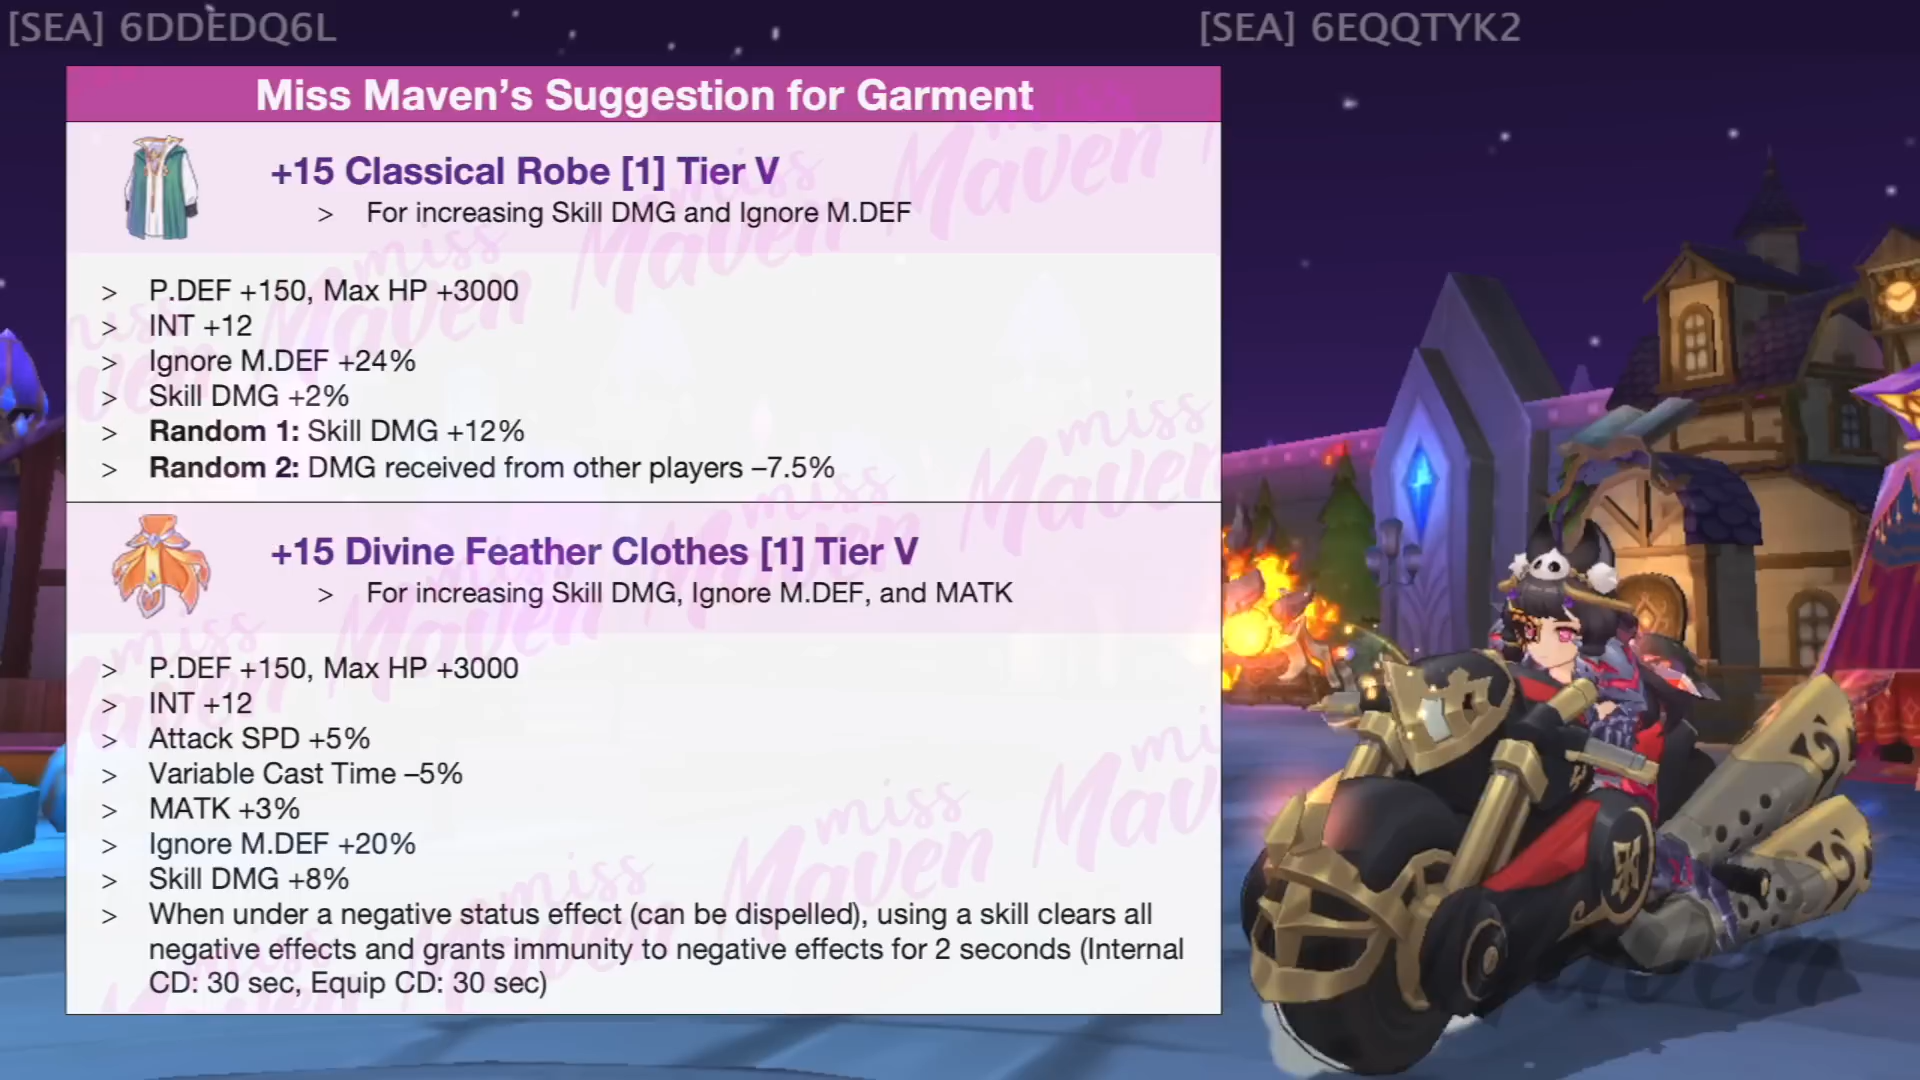 [SEA] 6DDEDQ6L
[SEA] 6EQQTYK2
Miss Maven’s Suggestion for Garment
+15 Classical Robe [1] Tier V
> For increasing Skill DMG and Ignore M.DEF
> P.DEF +150, Max HP +3000
> INT +12
> Ignore M.DEF +24%
> Skill DMG +2%
> Random 1: Skill DMG +12%
> Random 2: DMG received from other players –7.5%
+15 Divine Feather Clothes [1] Tier V
> For increasing Skill DMG, Ignore M.DEF, and MATK
> P.DEF +150, Max HP +3000
> INT +12
> Attack SPD +5%
> Variable Cast Time –5%
> MATK +3%
> Ignore M.DEF +20%
> Skill DMG +8%
> When under a negative status effect (can be dispelled), using a skill clears all
negative effects and grants immunity to negative effects for 2 seconds (Internal
CD: 30 sec, Equip CD: 30 sec)
miss Maven